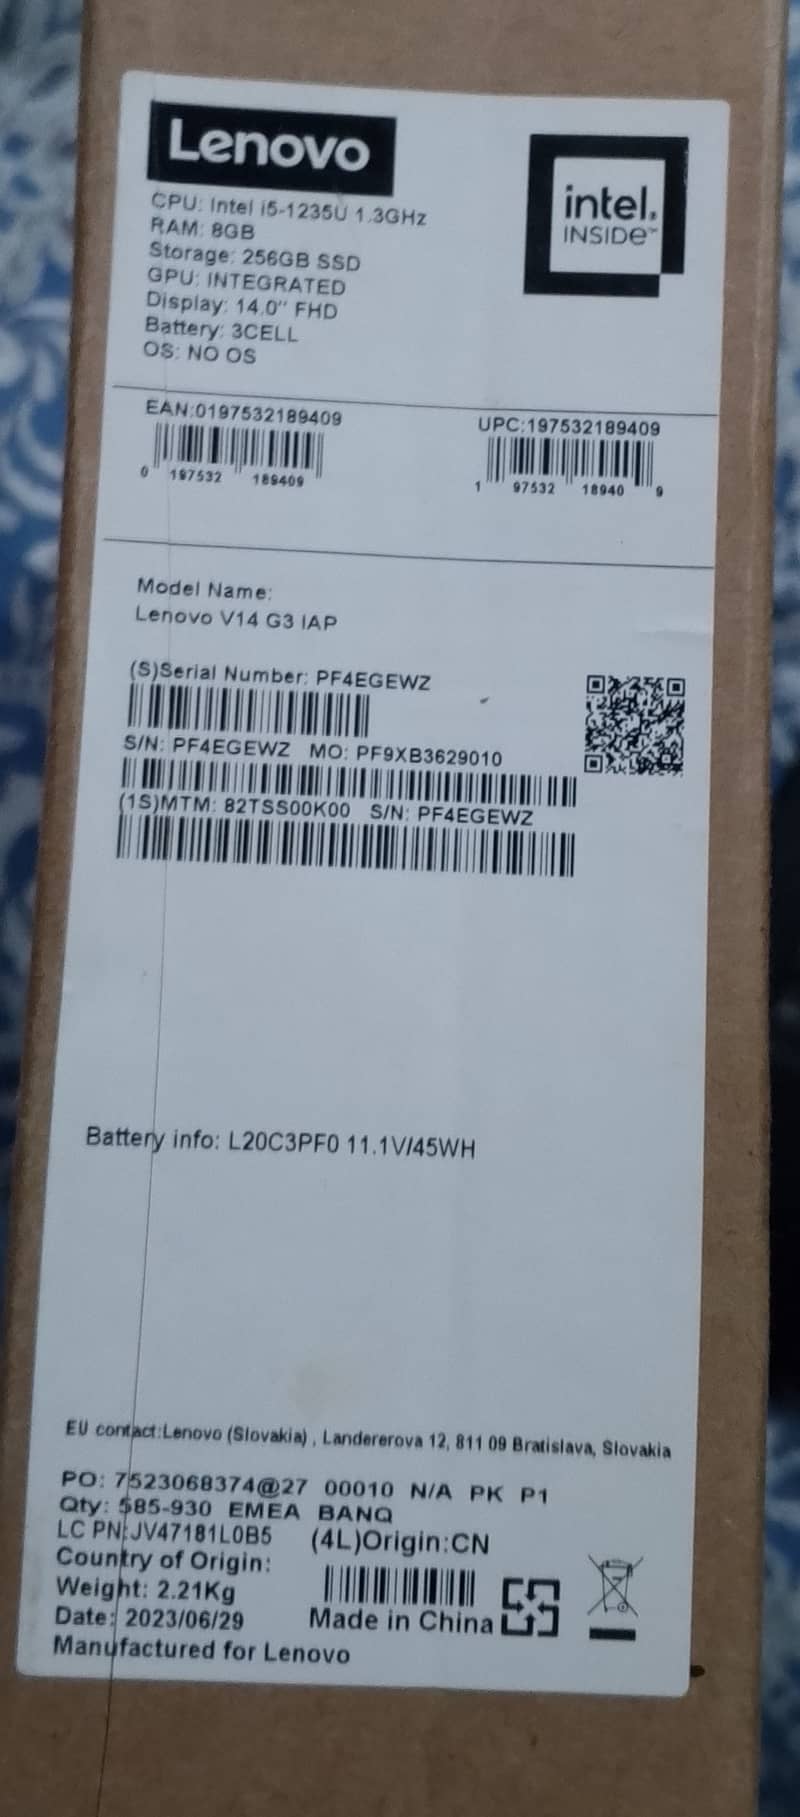 Lenovo
intel.
INSIDE™
CPU: Intel i5-1235U 1.3GHz
RAM: 8GB
Storage: 256GB SSD
GPU: INTEGRATED
Display: 14.0" FHD
Battery: 3CELL
OS: NO OS
EAN:0197532189409
0 197532 189409
UPC:197532189409
1 97532 18940 9
Model Name:
Lenovo V14 G3 IAP
(S)Serial Number: PF4EGEWZ
S/N: PF4EGEWZ MO: PF9XB3629010
(1S)MTM: 82TSS00K00 S/N: PF4EGEWZ
Battery info: L20C3PF0 11.1V/45WH
EU contact:Lenovo (Slovakia) , Landererova 12, 811 09 Bratislava, Slovakia
PO: 7523068374@27 00010 N/A PK P1
Qty: 585-930 EMEA BANQ
LC PN:JV47181L0B5 (4L)Origin:CN
Country of Origin:
Weight: 2.21Kg
Date: 2023/06/29 Made in China
Manufactured for Lenovo